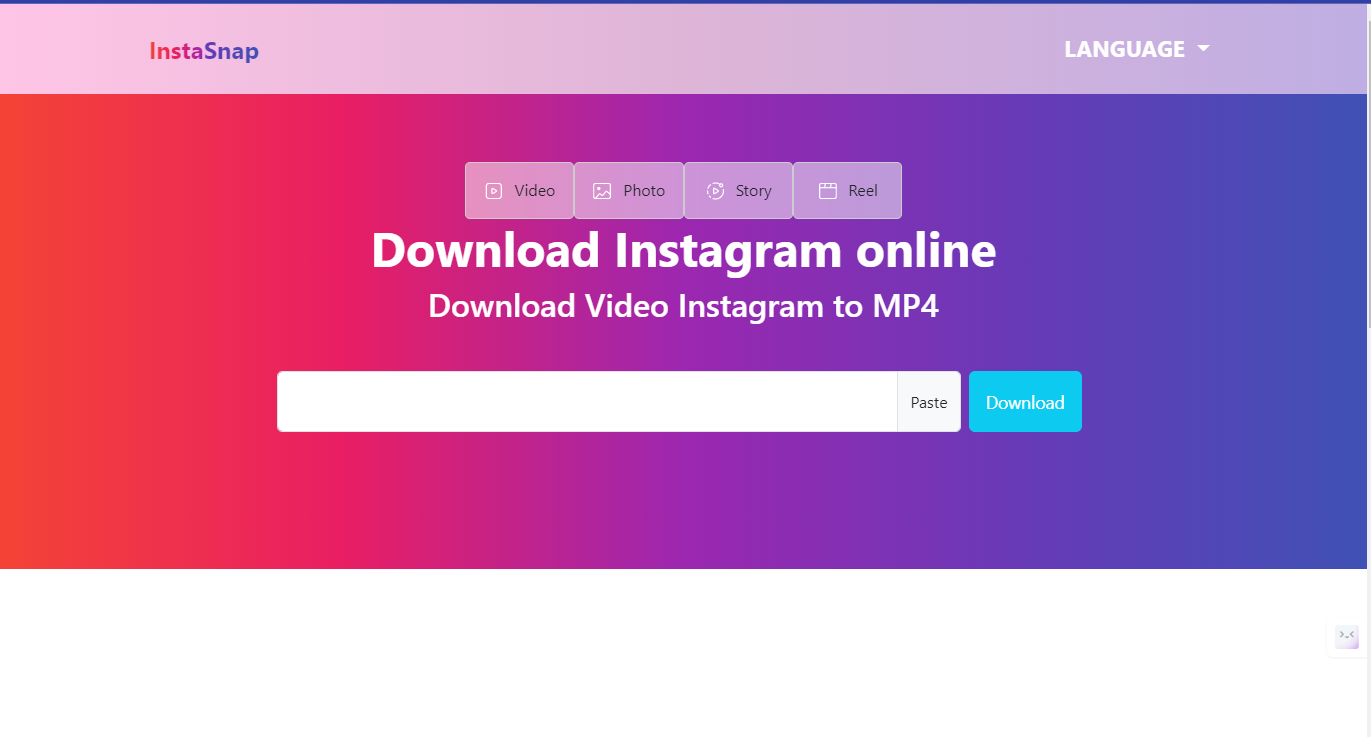 InstaSnap
LANGUAGE
Video Photo Story Reel
Download Instagram online
Download Video Instagram to MP4
Paste Download